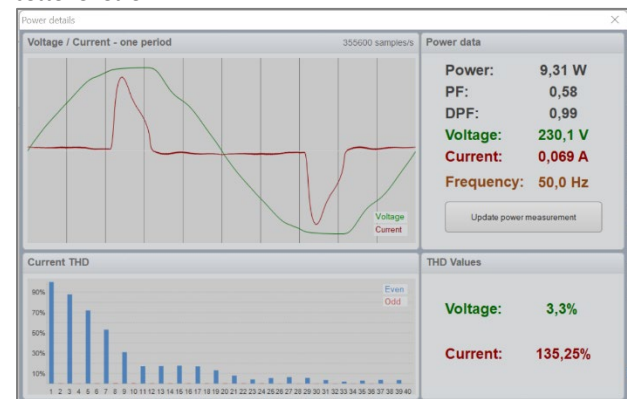 Power details
Voltage / Current - one period
355600 samples/s
Voltage
Current
Power data
Power: 9,31 W
PF: 0,58
DPF: 0,99
Voltage: 230,1 V
Current: 0,069 A
Frequency: 50,0 Hz
Update power measurement
Current THD
90%
70%
50%
30%
10%
Even
Odd
1 2 3 4 5 6 7 8 9 10 11 12 13 14 15 16 17 18 19 20 21 22 23 24 25 26 27 28 29 30 31 32 33 34 35 36 37 38 39 40
THD Values
Voltage: 3,3%
Current: 135,25%